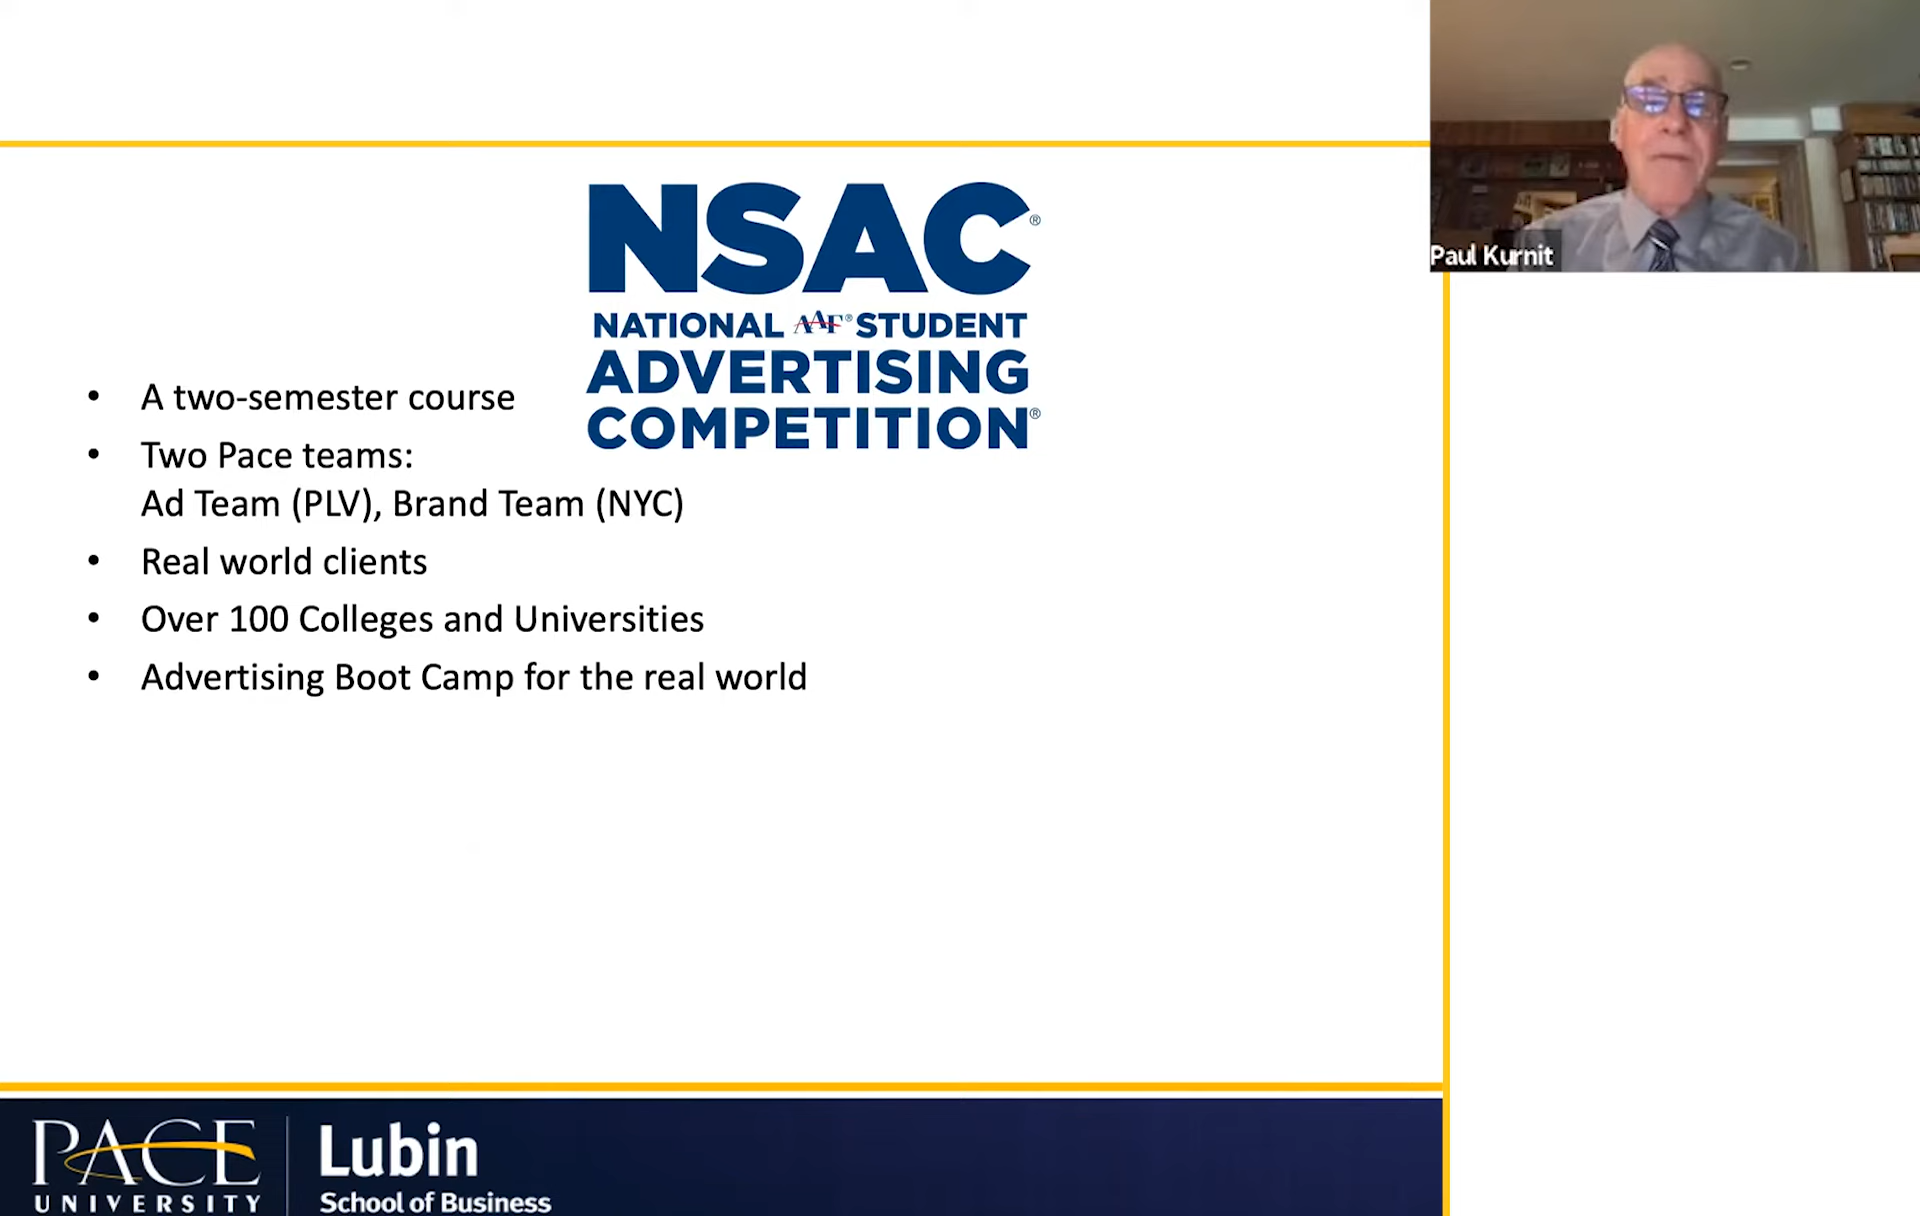 NSAC®
NATIONAL AAF® STUDENT
ADVERTISING
COMPETITION®
• A two-semester course
• Two Pace teams:
Ad Team (PLV), Brand Team (NYC)
• Real world clients
• Over 100 Colleges and Universities
• Advertising Boot Camp for the real world
Paul Kurnit
PACE
UNIVERSITY
Lubin
School of Business